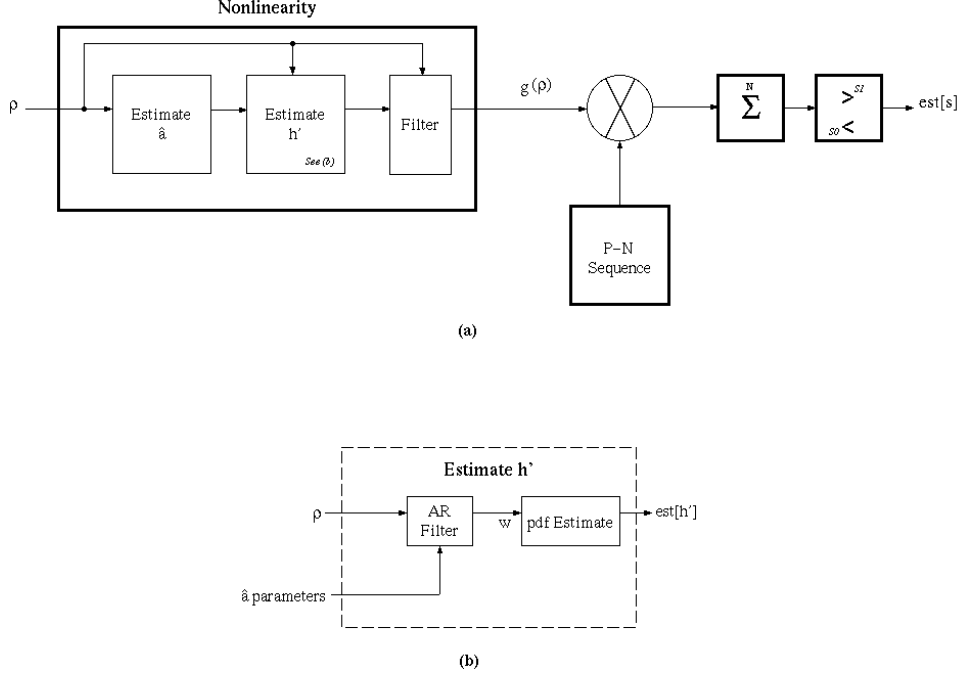 Nonlinearity
ρ
Estimate
â
Estimate
h′
See (b)
Filter
g(ρ)
N
Σ
> S1
S0 <
est[s]
P–N
Sequence
(a)
Estimate h'
ρ
AR
Filter
w
pdf Estimate
est[h']
â parameters
(b)